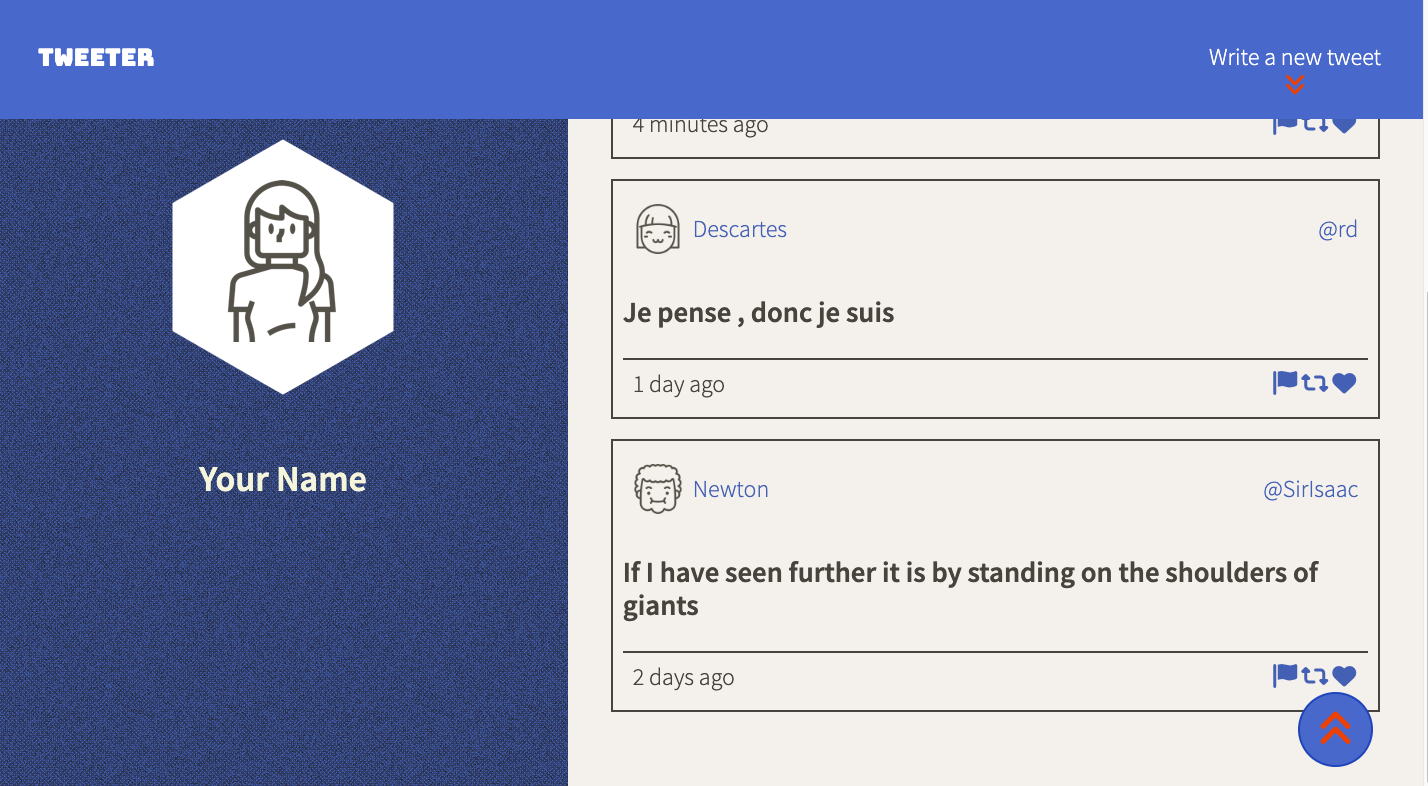 TWEETER
Write a new tweet
Your Name
4 minutes ago
Descartes
@rd
Je pense , donc je suis
1 day ago
Newton
@SirIsaac
If I have seen further it is by standing on the shoulders of
giants
2 days ago